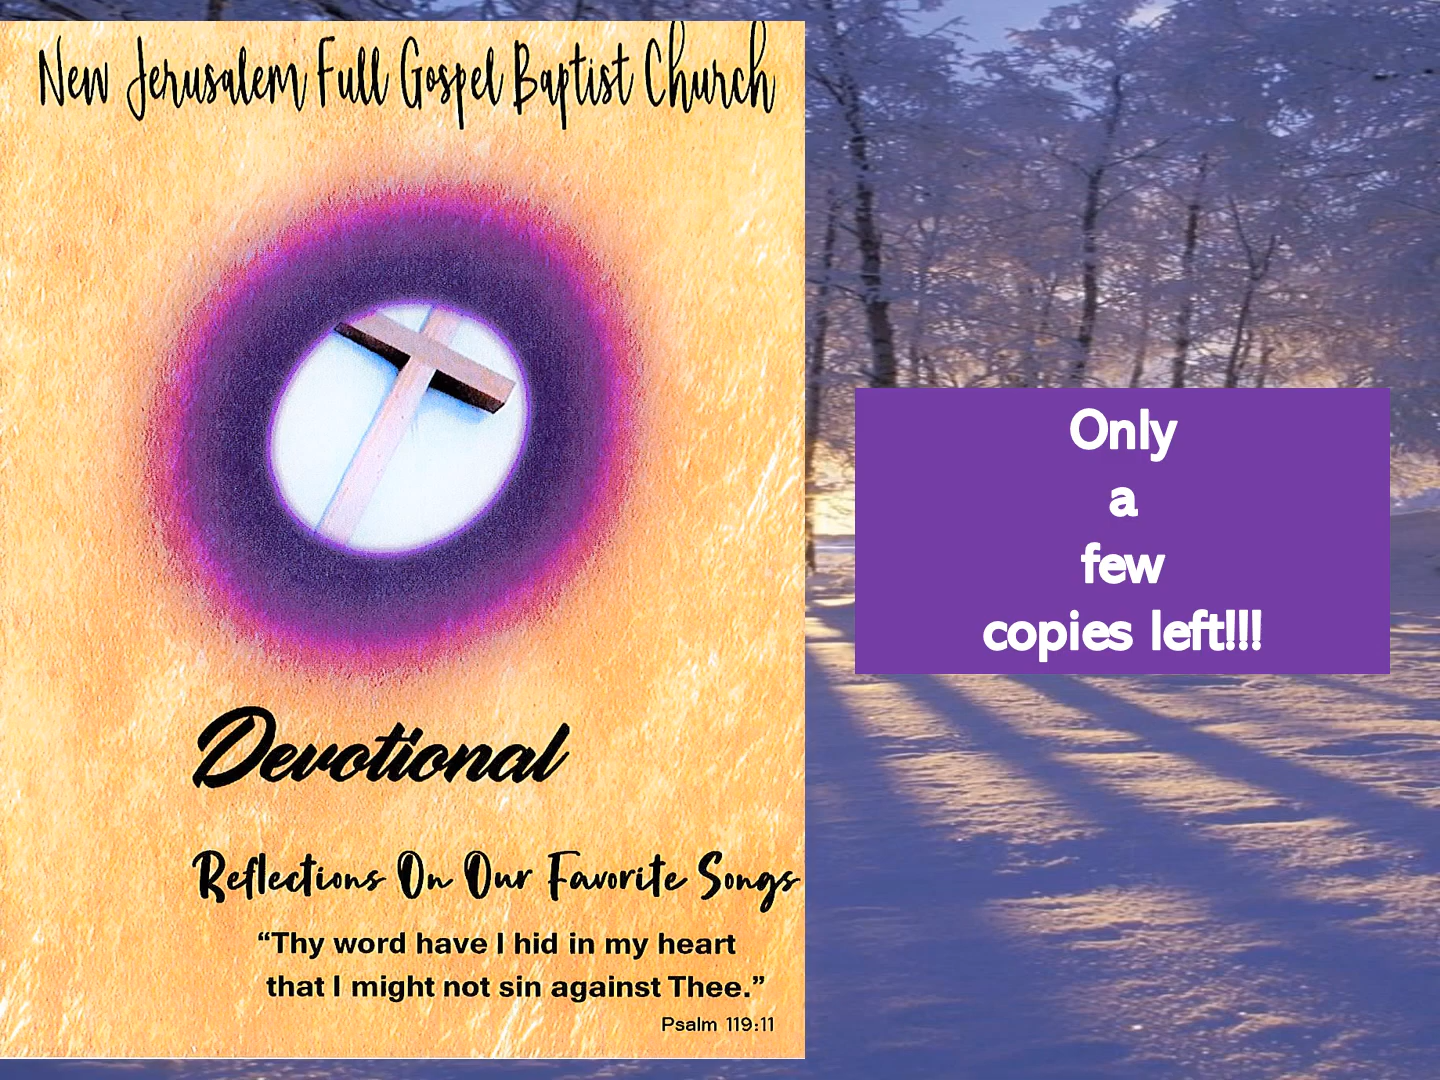 New Jerusalem Full Gospel Baptist Church
Devotional
Reflections On Our Favorite Songs
“Thy word have I hid in my heart
that I might not sin against Thee.”
Psalm 119:11
Only
a
few
copies left!!!